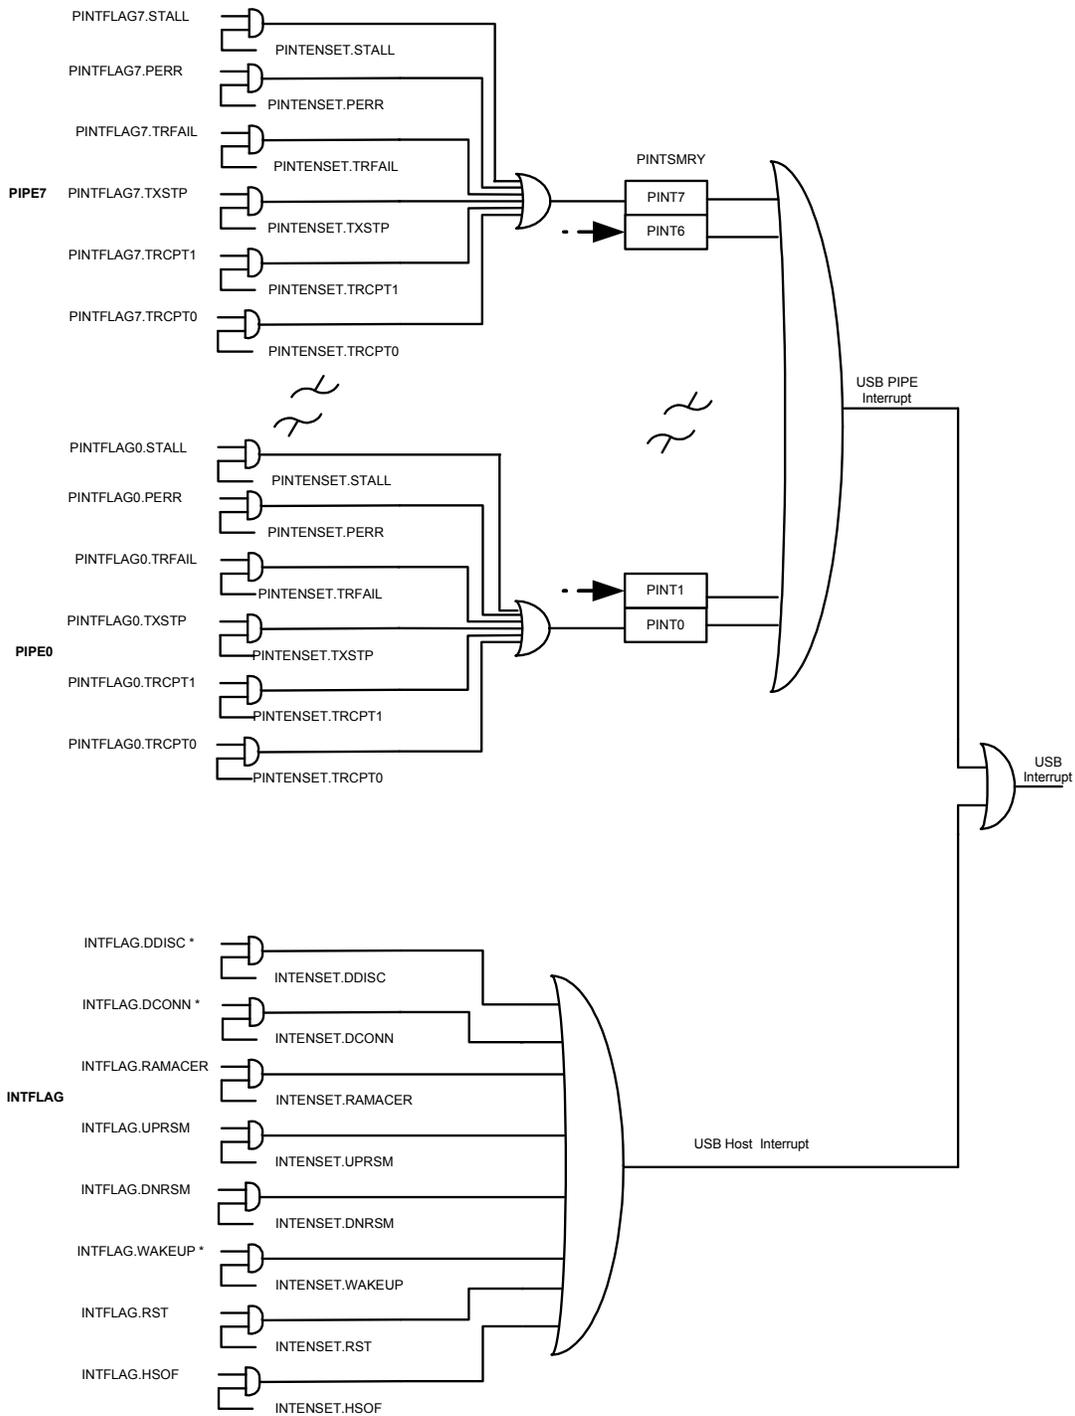 PINTFLAG7.STALL
PINTENSET.STALL
PINTFLAG7.PERR
PINTENSET.PERR
PINTFLAG7.TRFAIL
PINTENSET.TRFAIL
PINTSMRY
PIPE7
PINTFLAG7.TXSTP
PINT7
PINTENSET.TXSTP
PINT6
PINTFLAG7.TRCPT1
PINTENSET.TRCPT1
PINTFLAG7.TRCPT0
PINTENSET.TRCPT0
USB PIPE
Interrupt
PINTFLAG0.STALL
PINTENSET.STALL
PINTFLAG0.PERR
PINTENSET.PERR
PINTFLAG0.TRFAIL
PINTENSET.TRFAIL
PINT1
PINTFLAG0.TXSTP
PINT0
PIPE0
PINTENSET.TXSTP
PINTFLAG0.TRCPT1
PINTENSET.TRCPT1
PINTFLAG0.TRCPT0
PINTENSET.TRCPT0
USB
Interrupt
INTFLAG.DDISC *
INTENSET.DDISC
INTFLAG.DCONN *
INTENSET.DCONN
INTFLAG.RAMACER
INTENSET.RAMACER
INTFLAG
INTFLAG.UPRSM
INTENSET.UPRSM
USB Host Interrupt
INTFLAG.DNRSM
INTENSET.DNRSM
INTFLAG.WAKEUP *
INTENSET.WAKEUP
INTFLAG.RST
INTENSET.RST
INTFLAG.HSOF
INTENSET.HSOF